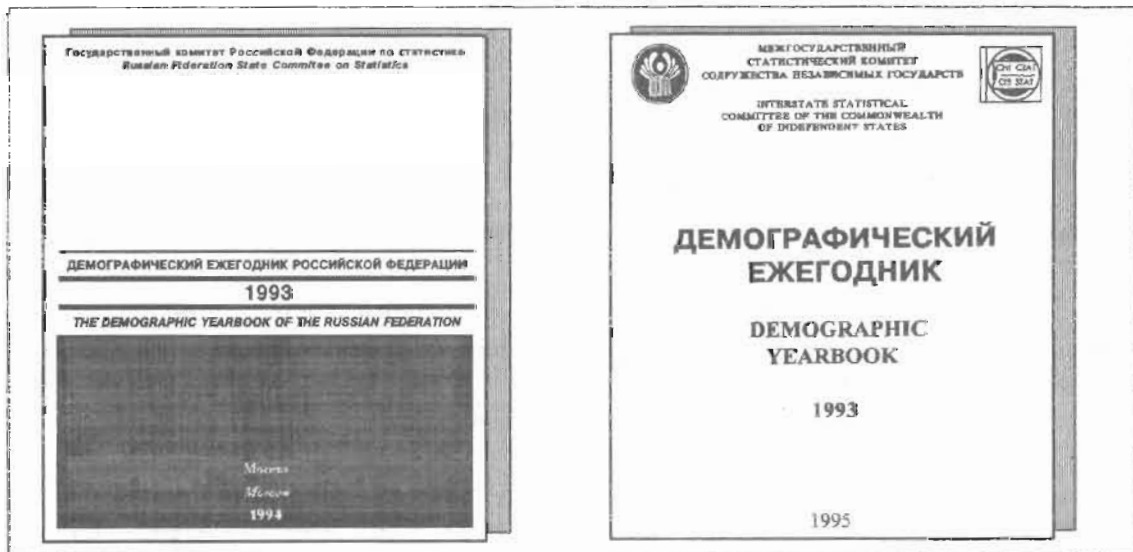 Государственный комитет Российской Федерации по статистике
Russian Federation State Commitee on Statistics
ДЕМОГРАФИЧЕСКИЙ ЕЖЕГОДНИК РОССИЙСКОЙ ФЕДЕРАЦИИ
1993
THE DEMOGRAPHIC YEARBOOK OF THE RUSSIAN FEDERATION
Москва
Moscow
1994
МЕЖГОСУДАРСТВЕННЫЙ
СТАТИСТИЧЕСКИЙ КОМИТЕТ
СОДРУЖЕСТВА НЕЗАВИСИМЫХ ГОСУДАРСТВ
СНГ СТАТ
CIS STAT
INTERSTATE STATISTICAL
COMMITTEE OF THE COMMONWEALTH
OF INDEPENDENT STATES
ДЕМОГРАФИЧЕСКИЙ
ЕЖЕГОДНИК
DEMOGRAPHIC
YEARBOOK
1993
1995